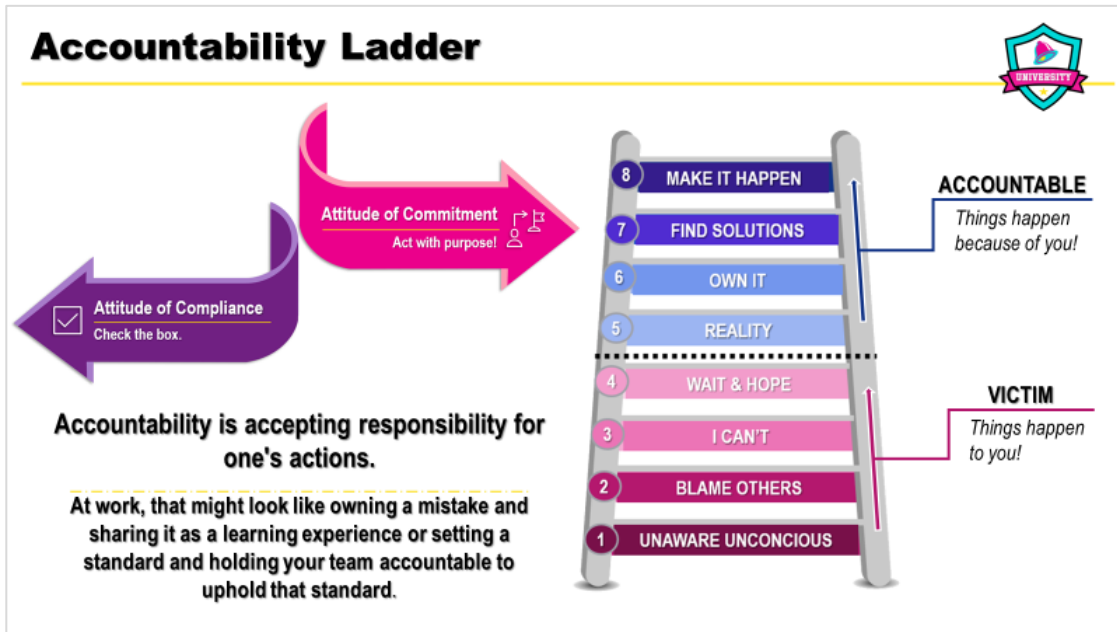 Accountability Ladder
UNIVERSITY
Attitude of Commitment
Act with purpose!
Attitude of Compliance
Check the box.
Accountability is accepting responsibility for
one's actions.
At work, that might look like owning a mistake and
sharing it as a learning experience or setting a
standard and holding your team accountable to
uphold that standard.
8 MAKE IT HAPPEN
7 FIND SOLUTIONS
6 OWN IT
5 REALITY
4 WAIT & HOPE
3 I CAN'T
2 BLAME OTHERS
1 UNAWARE UNCONCIOUS
ACCOUNTABLE
Things happen
because of you!
VICTIM
Things happen
to you!